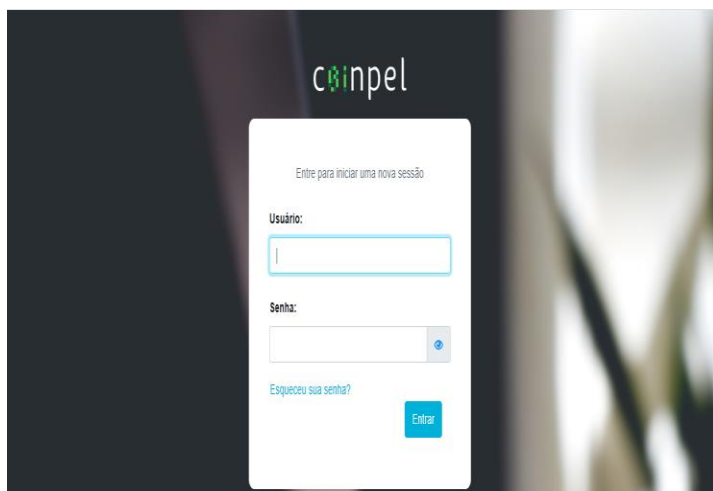 coinpel
Entre para iniciar uma nova sessão
Usuário:
Senha:
Esqueceu sua senha?
Entrar